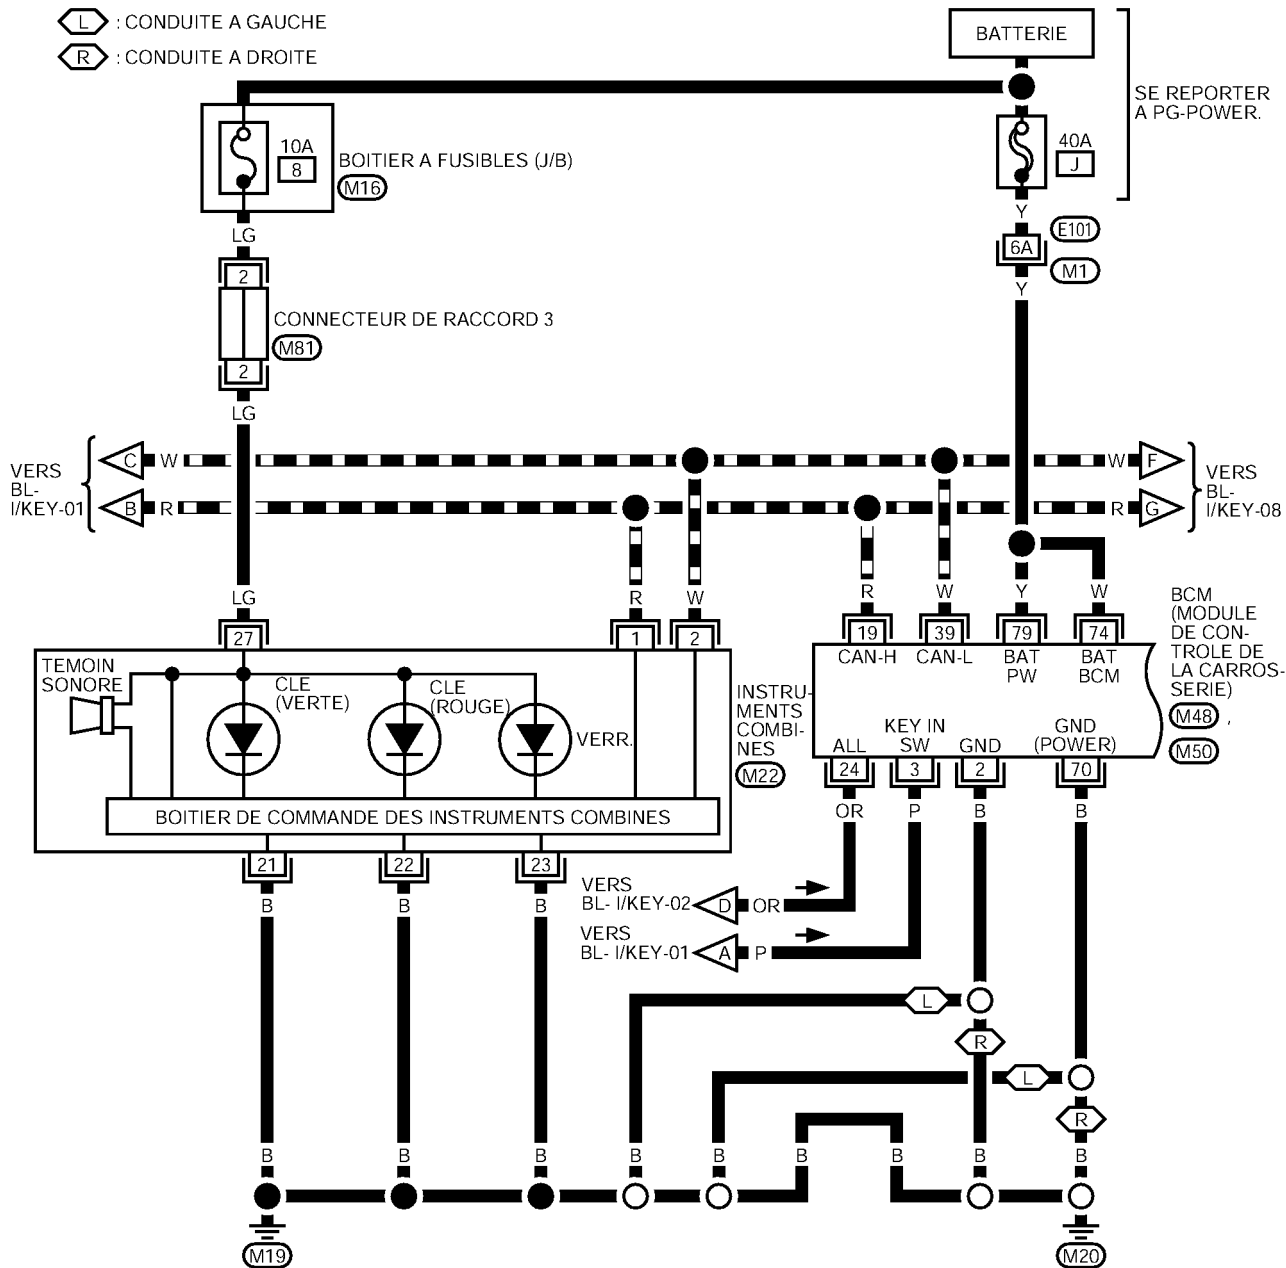 L : CONDUITE A GAUCHE
R : CONDUITE A DROITE
BATTERIE
SE REPORTER
A PG-POWER.
10A
8
BOITIER A FUSIBLES (J/B)
M16
40A
J
LG
Y
E101
6A
M1
Y
2
CONNECTEUR DE RACCORD 3
M81
2
LG
VERS
BL-
I/KEY-01
C W
B R
W F
R G
VERS
BL-
I/KEY-08
LG
R
W
R
W
Y
W
27
1
2
19
39
79
74
CAN-H
CAN-L
BAT
PW
BAT
BCM
BCM
(MODULE
DE CON-
TROLE DE
LA CARROS-
SERIE)
M48 ,
M50
TEMOIN
SONORE
CLE
(VERTE)
CLE
(ROUGE)
VERR.
INSTRU-
MENTS
COMBI-
NES
M22
ALL
KEY IN
SW
GND
GND
(POWER)
24
3
2
70
BOITIER DE COMMANDE DES INSTRUMENTS COMBINES
OR
P
B
B
21
22
23
B
B
B
VERS
BL- I/KEY-02
D OR
VERS
BL- I/KEY-01
A P
L
R
L
R
B
B
B
B
B
B
B
B
B
M19
M20